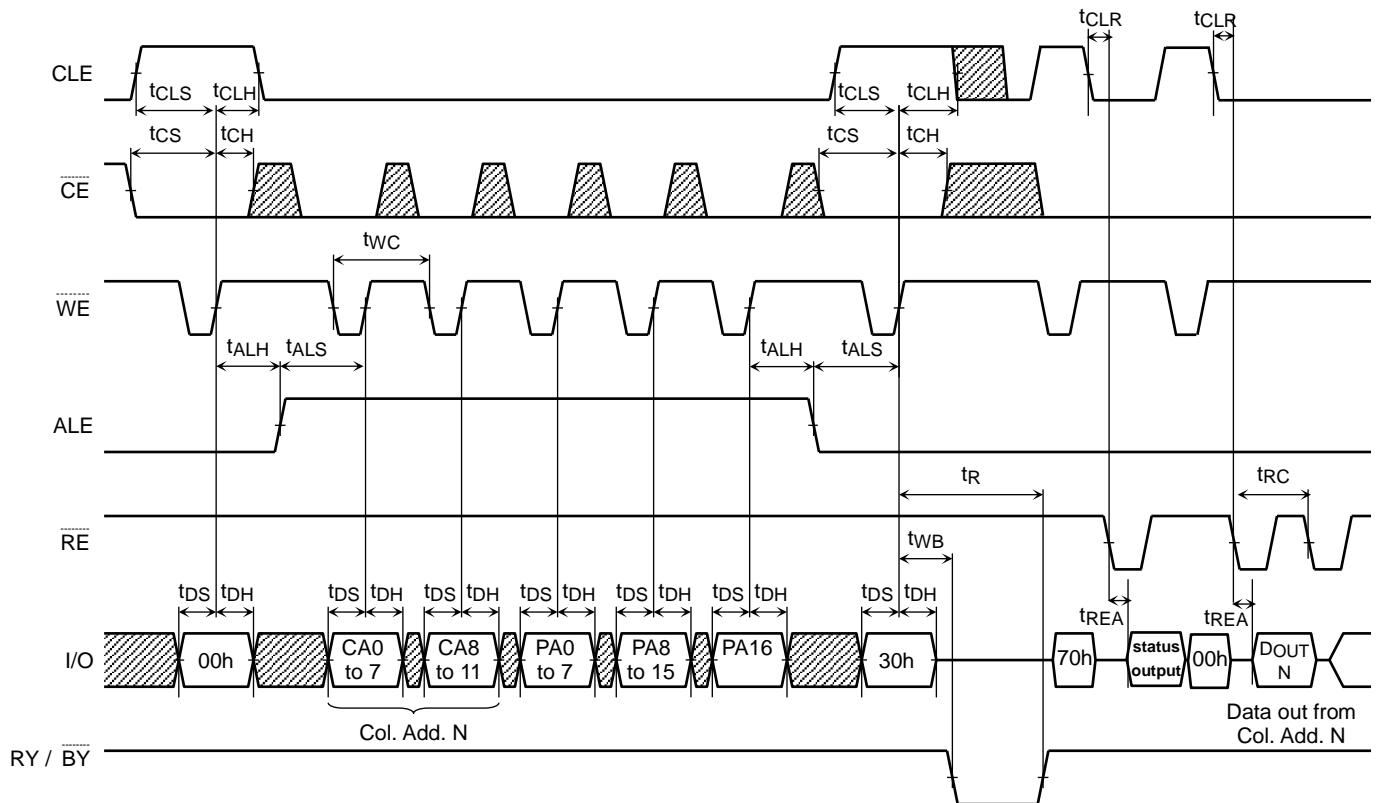 tCLR tCLR
CLE
tCLS tCLH tCLS tCLH
tCS tCH tCS tCH
CE
tWC
WE
tALH tALS tALH tALS
ALE
tR tRC
RE
tWB
tDS tDH tDS tDH tDS tDH tDS tDH tDS tDH tDS tDH tDS tDH
tREA tREA
I/O 00h CA0 to 7 CA8 to 11 PA0 to 7 PA8 to 15 PA16 30h 70h status output 00h DOUT N
Col. Add. N
Data out from
Col. Add. N
RY / BY